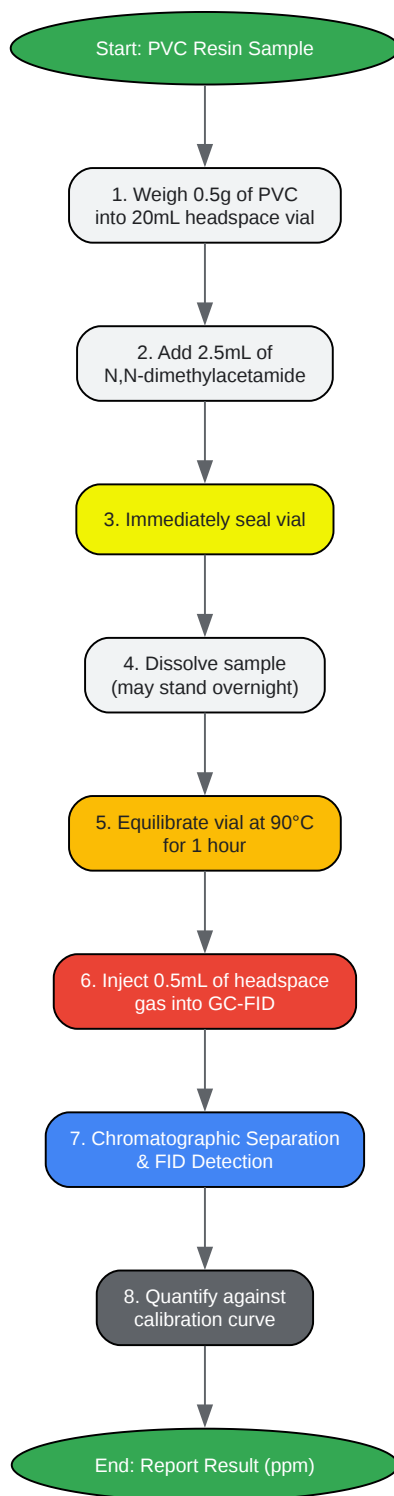 Start: PVC Resin Sample
1. Weigh 0.5g of PVC
into 20mL headspace vial
2. Add 2.5mL of
N,N-dimethylacetamide
3. Immediately seal vial
4. Dissolve sample
(may stand overnight)
5. Equilibrate vial at 90°C
for 1 hour
6. Inject 0.5mL of headspace
gas into GC-FID
7. Chromatographic Separation
& FID Detection
8. Quantify against
calibration curve
End: Report Result (ppm)